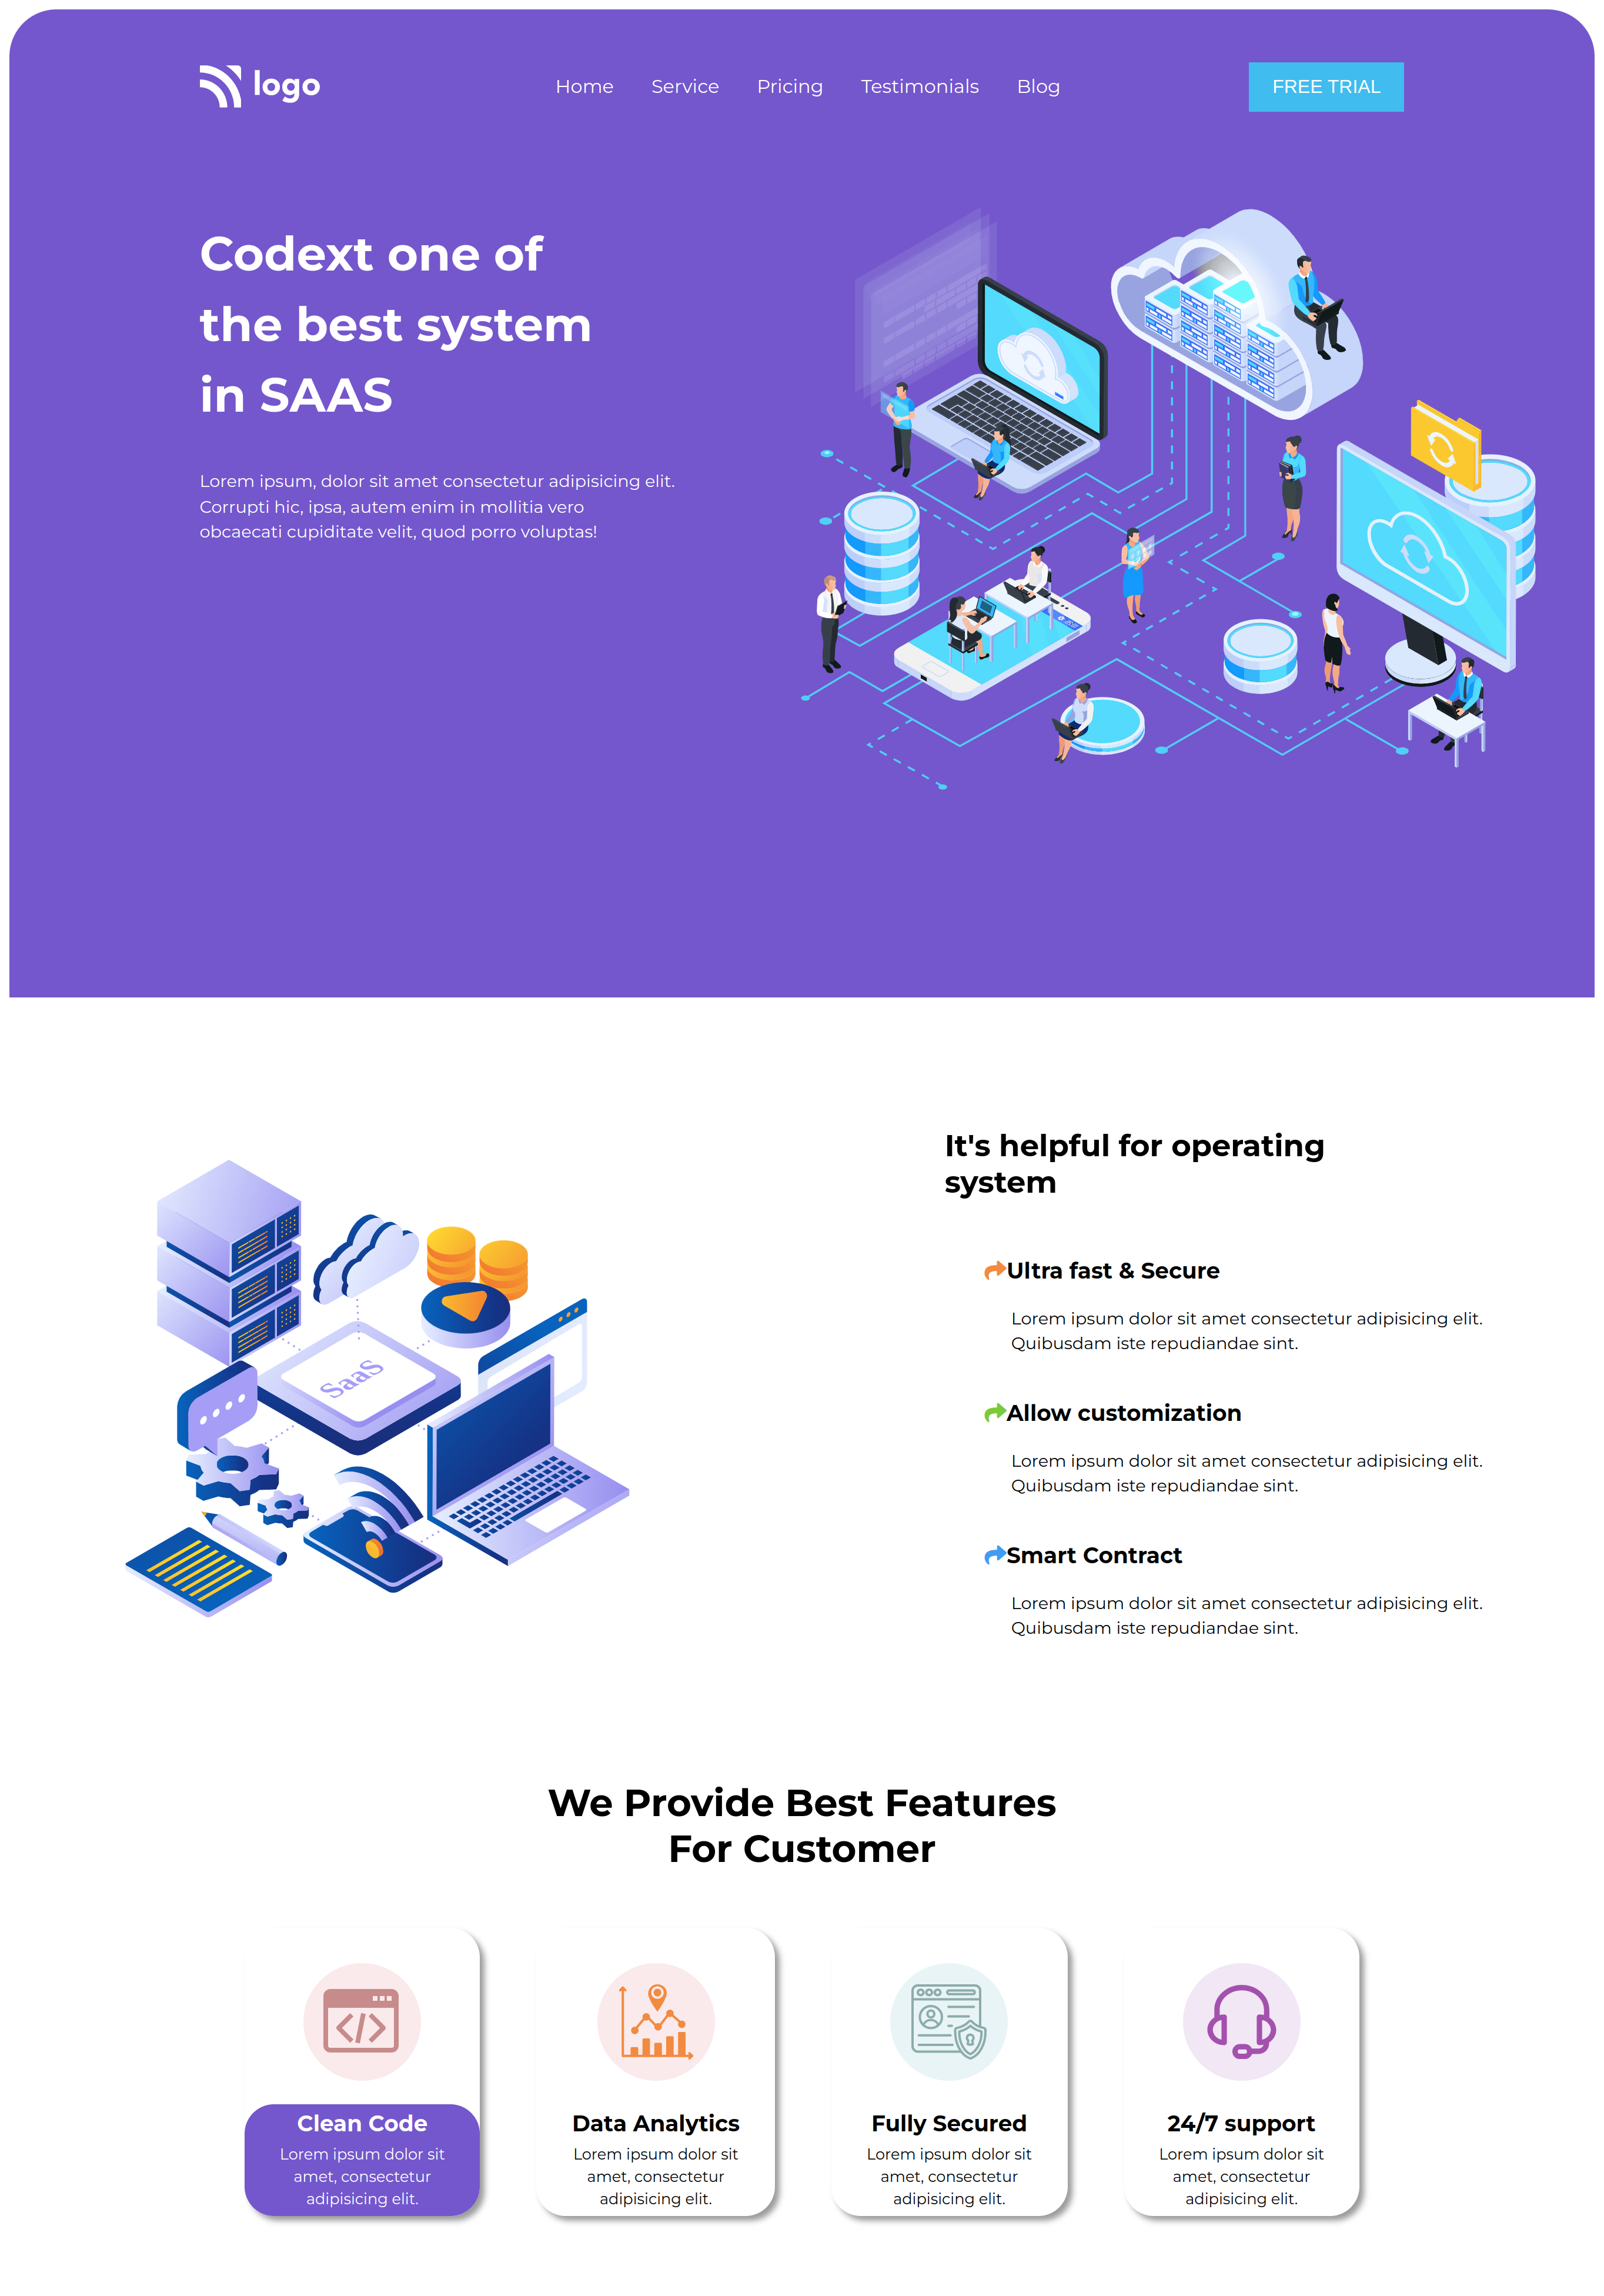 logo
Home Service Pricing Testimonials Blog
FREE TRIAL
Codext one of
the best system
in SAAS
Lorem ipsum, dolor sit amet consectetur adipisicing elit.
Corrupti hic, ipsa, autem enim in mollitia vero
obcaecati cupiditate velit, quod porro voluptas!
SaaS
It's helpful for operating
system
Ultra fast & Secure
Lorem ipsum dolor sit amet consectetur adipisicing elit.
Quibusdam iste repudiandae sint.
Allow customization
Lorem ipsum dolor sit amet consectetur adipisicing elit.
Quibusdam iste repudiandae sint.
Smart Contract
Lorem ipsum dolor sit amet consectetur adipisicing elit.
Quibusdam iste repudiandae sint.
We Provide Best Features
For Customer
Clean Code
Lorem ipsum dolor sit
amet, consectetur
adipisicing elit.
Data Analytics
Lorem ipsum dolor sit
amet, consectetur
adipisicing elit.
Fully Secured
Lorem ipsum dolor sit
amet, consectetur
adipisicing elit.
24/7 support
Lorem ipsum dolor sit
amet, consectetur
adipisicing elit.